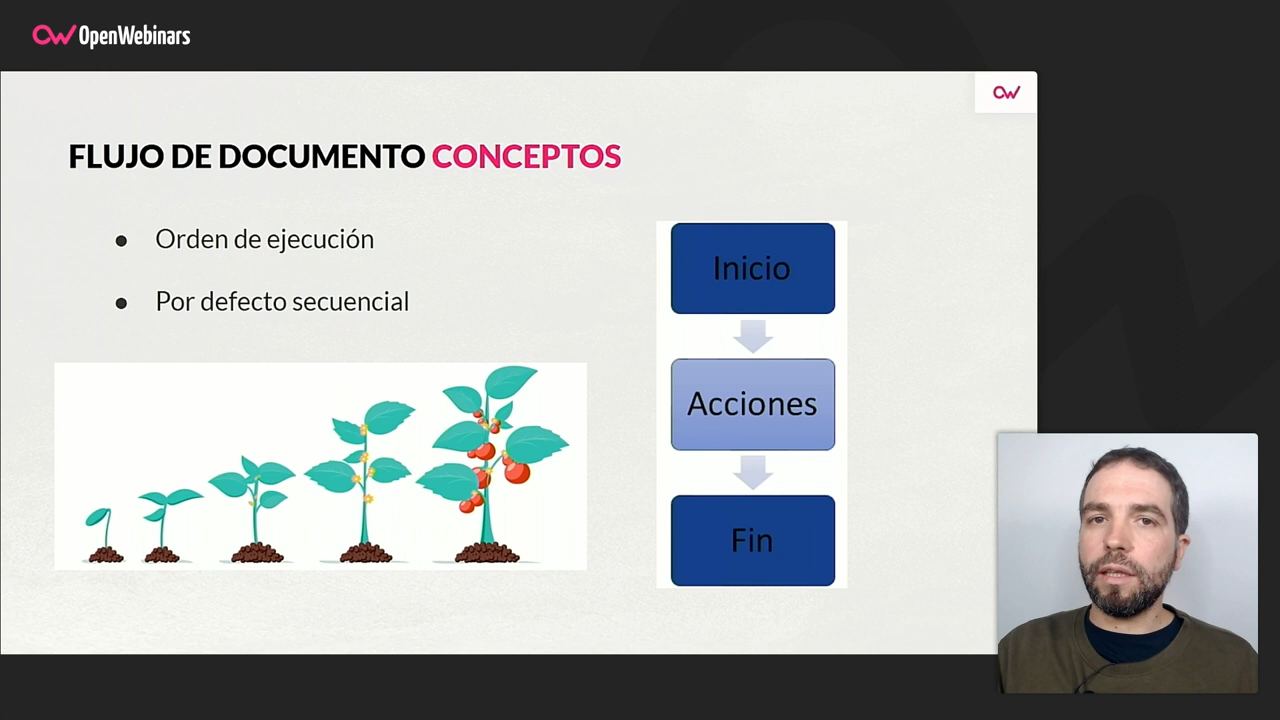 OpenWebinars
FLUJO DE DOCUMENTO CONCEPTOS
● Orden de ejecución
● Por defecto secuencial
Inicio
Acciones
Fin